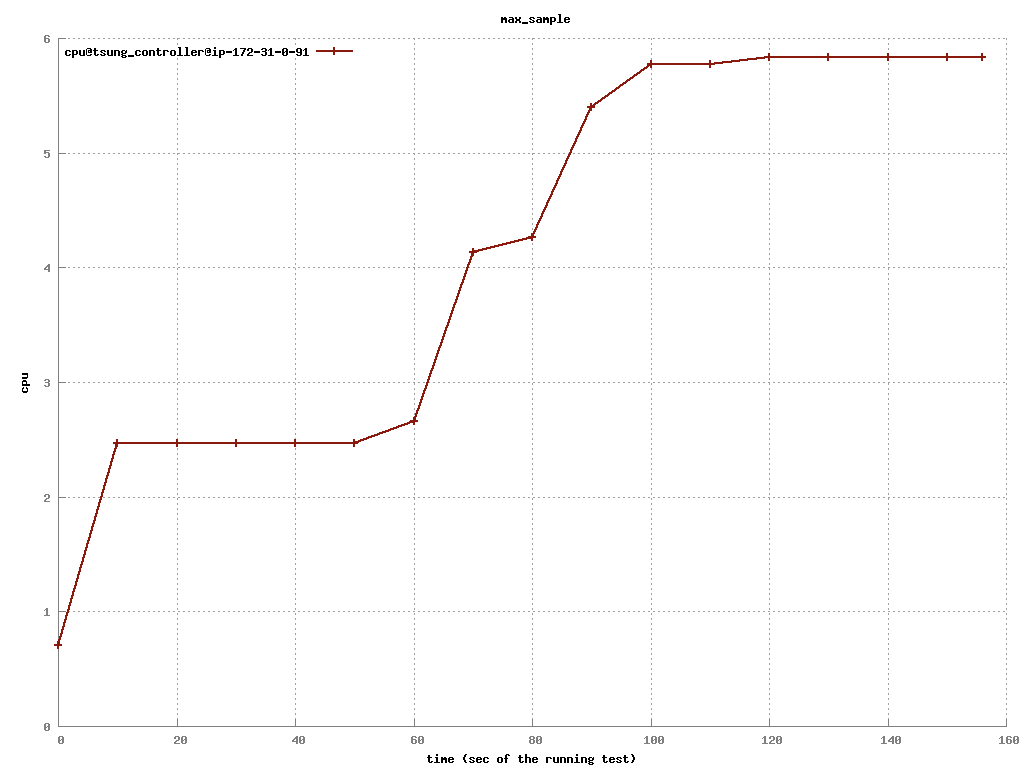 max_sample
cpu@tsung_controller@ip-172-31-0-91
6
5
4
3
2
1
0
cpu
0 20 40 60 80 100 120 140 160
time (sec of the running test)